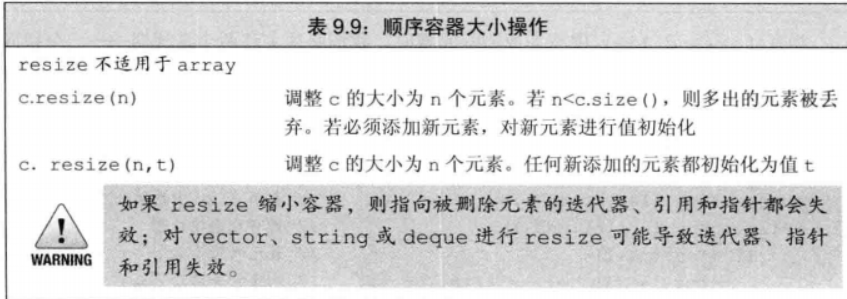 表 9.9：顺序容器大小操作
resize 不适用于 array
c.resize(n) 调整 c 的大小为 n 个元素。若 n<c.size()，则多出的元素被丢
弃。若必须添加新元素，对新元素进行值初始化
c. resize(n,t) 调整 c 的大小为 n 个元素。任何新添加的元素都初始化为值 t
如果 resize 缩小容器，则指向被删除元素的迭代器、引用和指针都会失
效；对 vector、string 或 deque 进行 resize 可能导致迭代器、指针
和引用失效。
WARNING